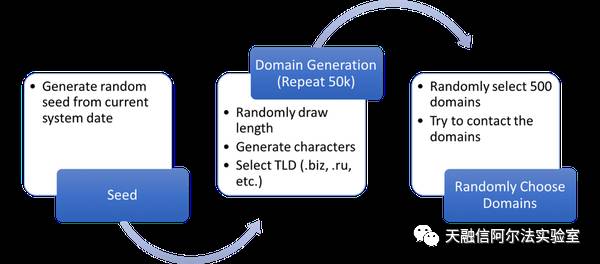 • Generate random
seed from current
system date
Seed
Domain Generation
(Repeat 50k)
• Randomly draw
length
• Generate characters
• Select TLD (.biz, .ru,
etc.)
• Randomly select 500
domains
• Try to contact the
domains
Randomly Choose
Domains
天融信阿尔法实验室